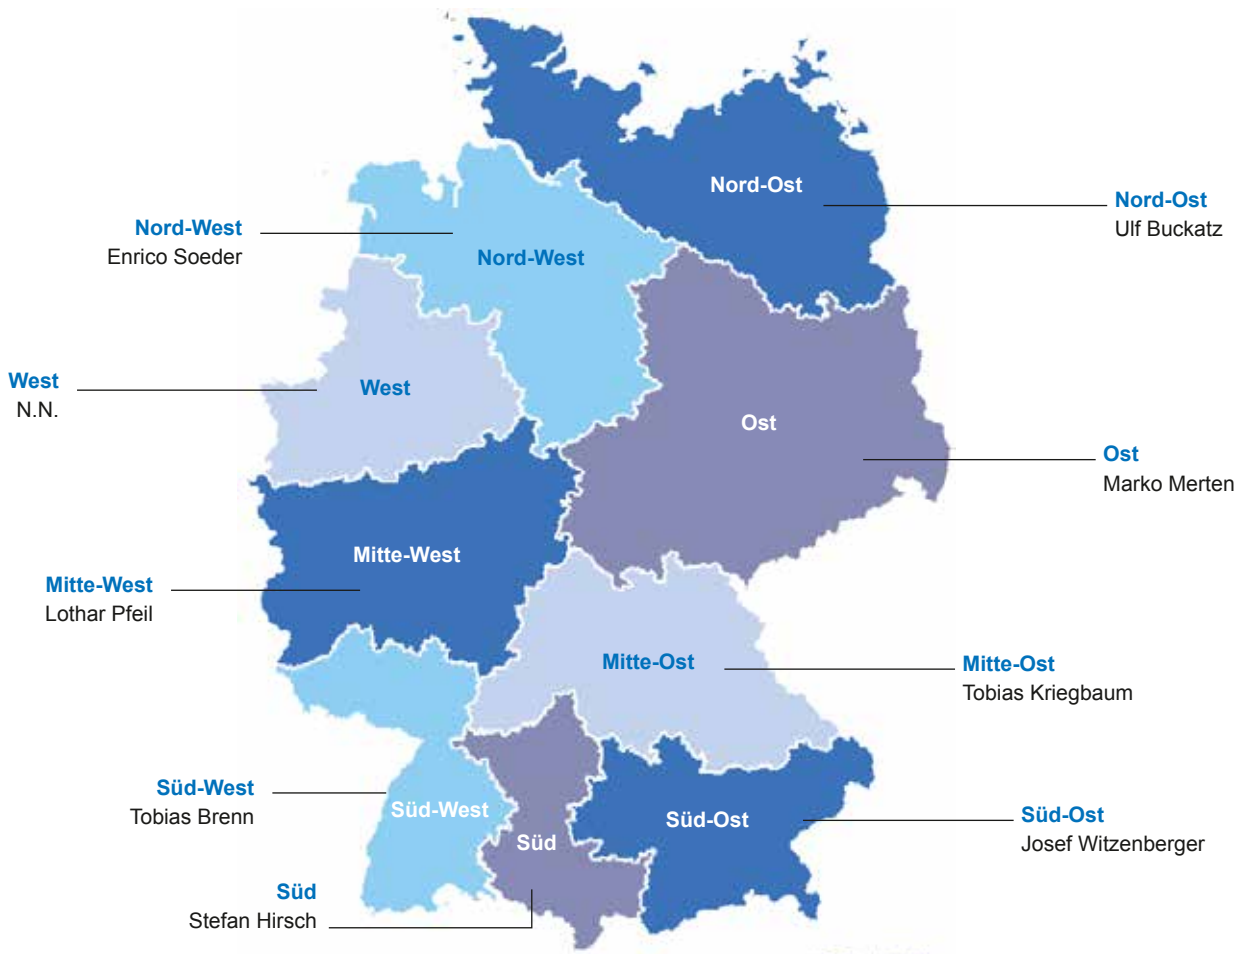 Nord-Ost
Nord-Ost
Ulf Buckatz
Nord-West
Enrico Soeder
Nord-West
West
N.N.
West
Ost
Ost
Marko Merten
Mitte-West
Mitte-West
Lothar Pfeil
Mitte-Ost
Mitte-Ost
Tobias Kriegbaum
Süd-West
Tobias Brenn
Süd-West
Süd
Süd-Ost
Süd-Ost
Josef Witzenberger
Süd
Stefan Hirsch